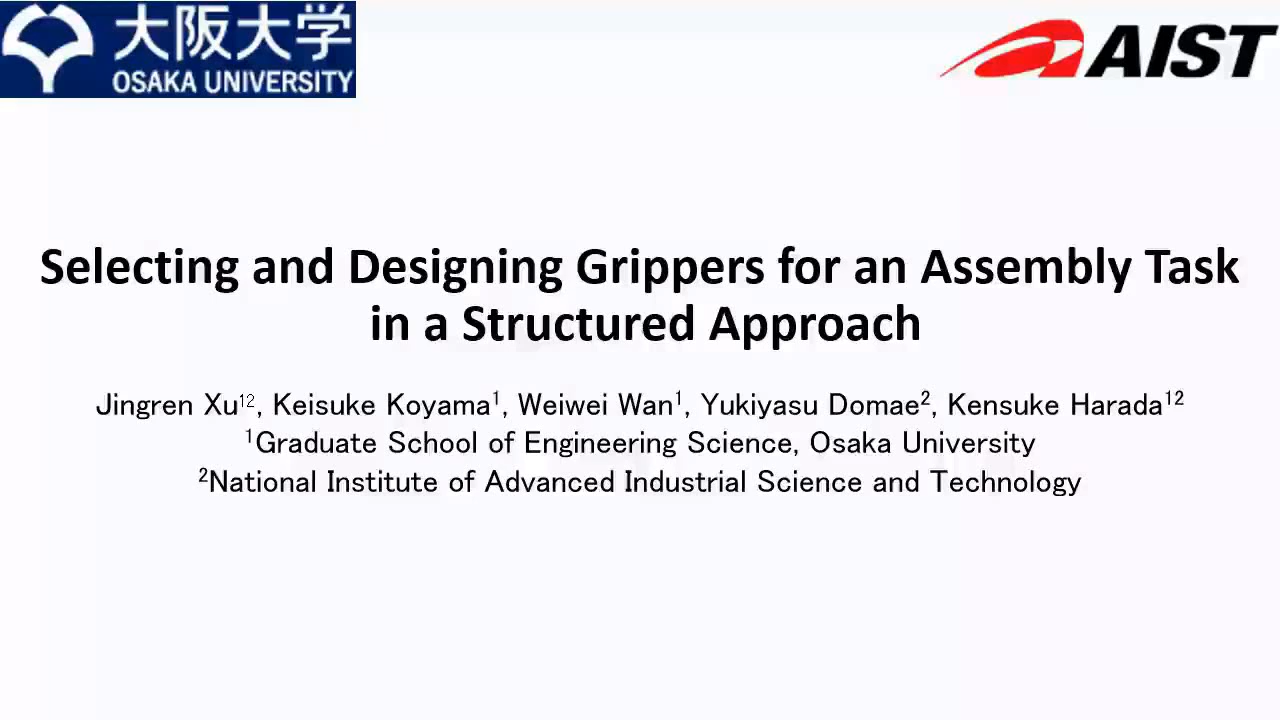 大阪大学
OSAKA UNIVERSITY
AIST
Selecting and Designing Grippers for an Assembly Task
in a Structured Approach
Jingren Xu¹², Keisuke Koyama¹, Weiwei Wan¹, Yukiyasu Domae², Kensuke Harada¹²
¹Graduate School of Engineering Science, Osaka University
²National Institute of Advanced Industrial Science and Technology